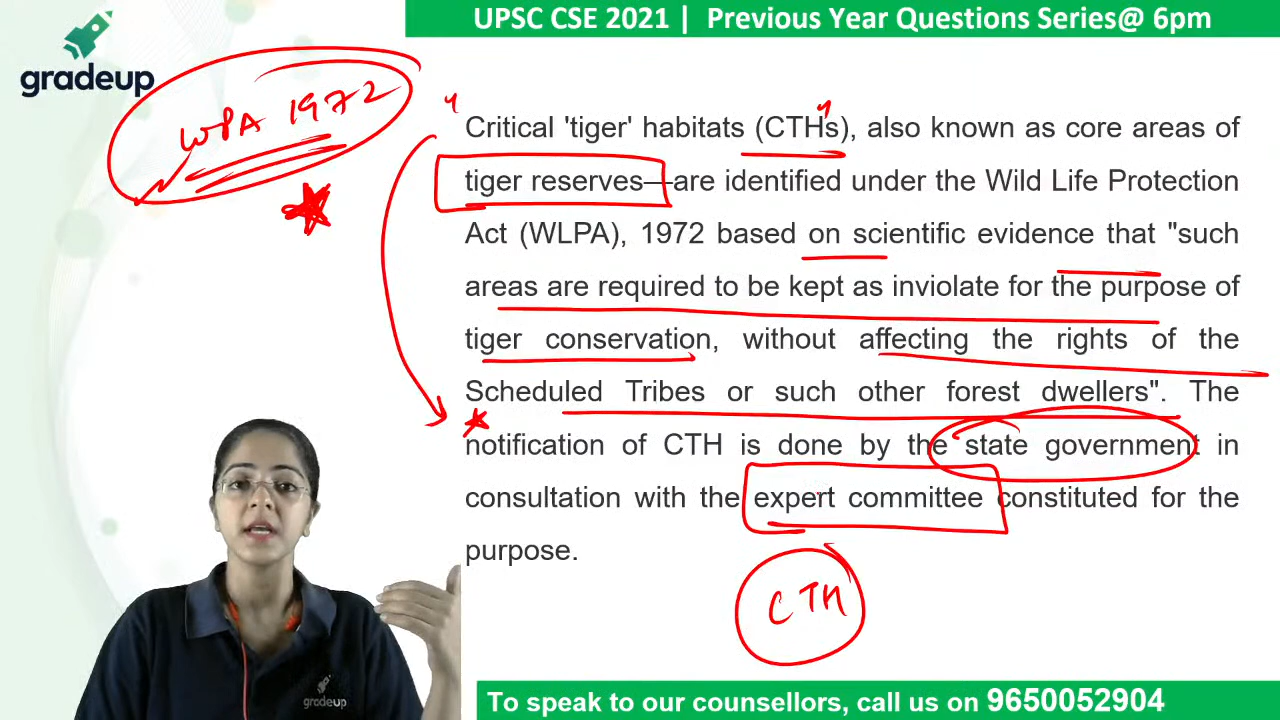 UPSC CSE 2021 | Previous Year Questions Series@ 6pm
gradeup
WPA 1972
Critical 'tiger' habitats (CTHs), also known as core areas of
tiger reserves—are identified under the Wild Life Protection
Act (WLPA), 1972 based on scientific evidence that "such
areas are required to be kept as inviolate for the purpose of
tiger conservation, without affecting the rights of the
Scheduled Tribes or such other forest dwellers". The
notification of CTH is done by the state government in
consultation with the expert committee constituted for the
purpose.
CTH
gradeup
To speak to our counsellors, call us on 9650052904